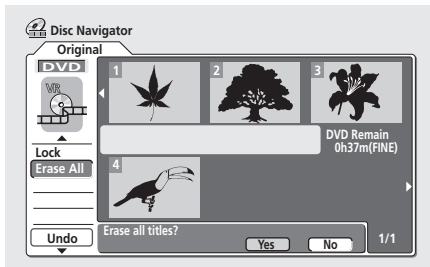 Disc Navigator
Original
DVD
VR
1
2
3
DVD Remain
0h37m(FINE)
Lock
Erase All
4
Undo
Erase all titles?
Yes
No
1/1